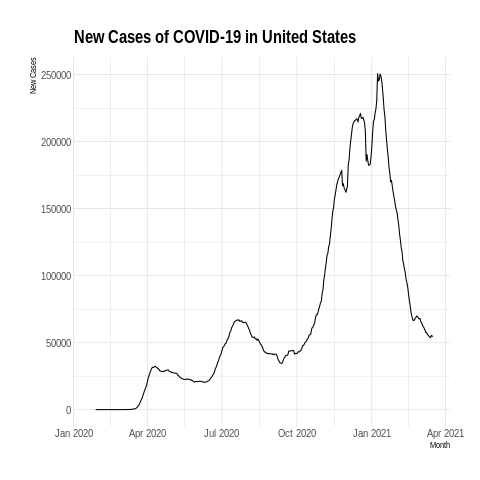 New Cases of COVID-19 in United States
New Cases
250000
200000
150000
100000
50000
0
Jan 2020 Apr 2020 Jul 2020 Oct 2020 Jan 2021 Apr 2021
Month